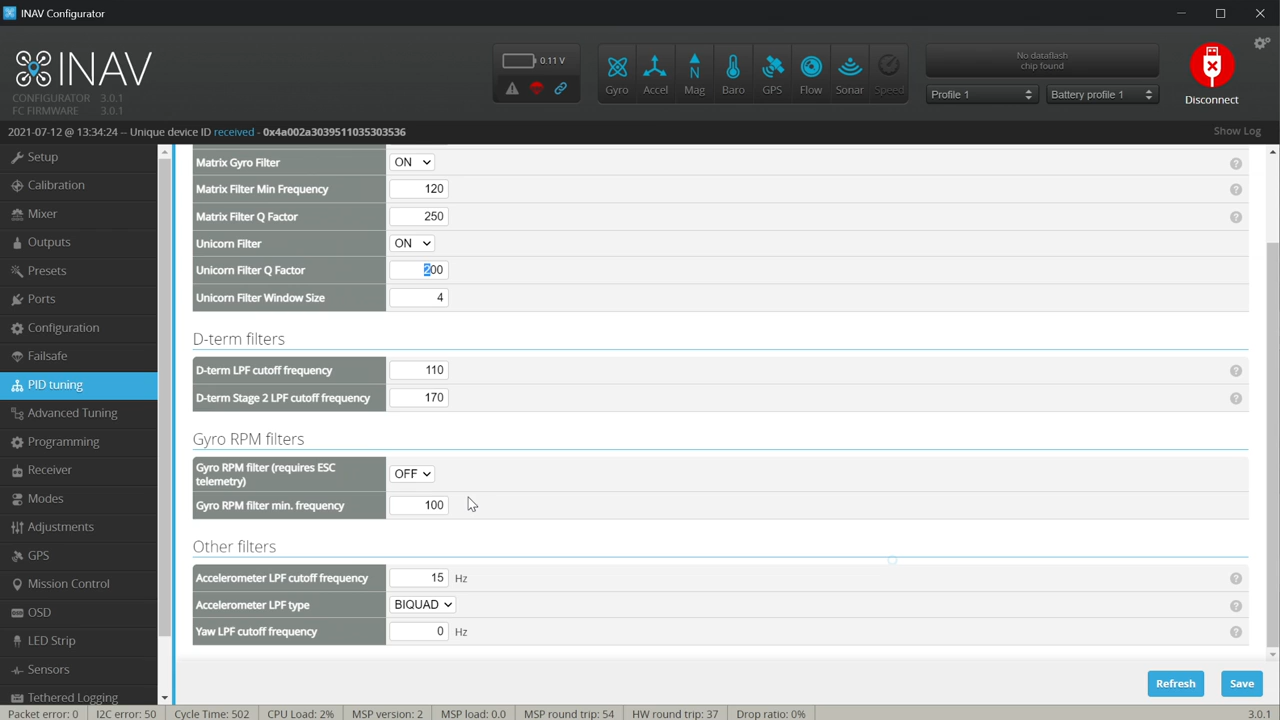 INAV Configurator
INAV
CONFIGURATOR 3.0.1
FC FIRMWARE 3.0.1
0.11 V
Gyro
Accel
Mag
Baro
GPS
Flow
Sonar
Speed
No dataflash
chip found
Profile 1
Battery profile 1
Disconnect
2021-07-12 @ 13:34:24 -- Unique device ID received - 0x4a002a3039511035303536
Show Log
Setup
Calibration
Mixer
Outputs
Presets
Ports
Configuration
Failsafe
PID tuning
Advanced Tuning
Programming
Receiver
Modes
Adjustments
GPS
Mission Control
OSD
LED Strip
Sensors
Tethered Logging
Matrix Gyro Filter ON
Matrix Filter Min Frequency 120
Matrix Filter Q Factor 250
Unicorn Filter ON
Unicorn Filter Q Factor 200
Unicorn Filter Window Size 4
D-term filters
D-term LPF cutoff frequency 110
D-term Stage 2 LPF cutoff frequency 170
Gyro RPM filters
Gyro RPM filter (requires ESC
telemetry) OFF
Gyro RPM filter min. frequency 100
Other filters
Accelerometer LPF cutoff frequency 15 Hz
Accelerometer LPF type BIQUAD
Yaw LPF cutoff frequency 0 Hz
Refresh
Save
Packet error: 0 I2C error: 50 Cycle Time: 502 CPU Load: 2% MSP version: 2 MSP load: 0.0 MSP round trip: 54 HW round trip: 37 Drop ratio: 0% 3.0.1